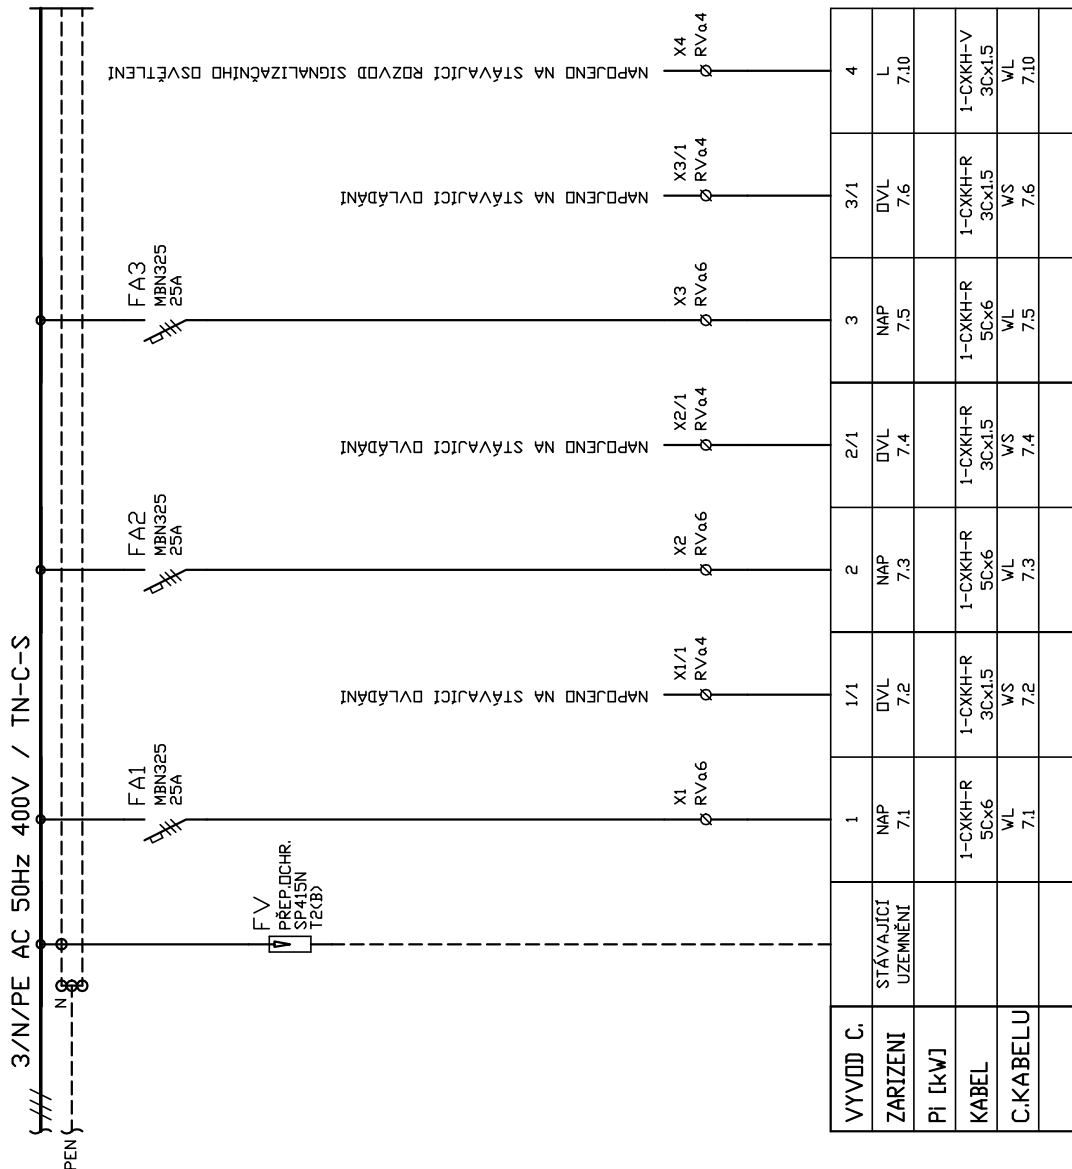 3/N/PE AC 50Hz 400V / TN-C-S
PEN
N
FV
PŘEP.OCHR.
SP415N
T2(B)
FA1
MBN325
25A
FA2
MBN325
25A
FA3
MBN325
25A
NAPOJENO NA STÁVAJÍCÍ OVLÁDÁNÍ
NAPOJENO NA STÁVAJÍCÍ OVLÁDÁNÍ
NAPOJENO NA STÁVAJÍCÍ OVLÁDÁNÍ
NAPOJENO NA STÁVAJÍCÍ ROZVOD SIGNALIZAČNÍHO OSVĚTLENÍ
X1
RVa6
X1/1
RVa4
X2
RVa6
X2/1
RVa4
X3
RVa6
X3/1
RVa4
X4
RVa4
VYVOD C. 1 1/1 2 2/1 3 3/1 4
ZARIZENI STÁVAJÍCÍ NAP OVL NAP OVL NAP OVL L
UZEMNĚNÍ 7.1 7.2 7.3 7.4 7.5 7.6 7.10
Pi [kW]
KABEL 1-CXKH-R 1-CXKH-R 1-CXKH-R 1-CXKH-R 1-CXKH-R 1-CXKH-R 1-CXKH-V
5Cx6 3Cx1.5 5Cx6 3Cx1.5 5Cx6 3Cx1.5 3Cx1.5
C.KABELU WL WS WL WS WL WS WL
7.1 7.2 7.3 7.4 7.5 7.6 7.10